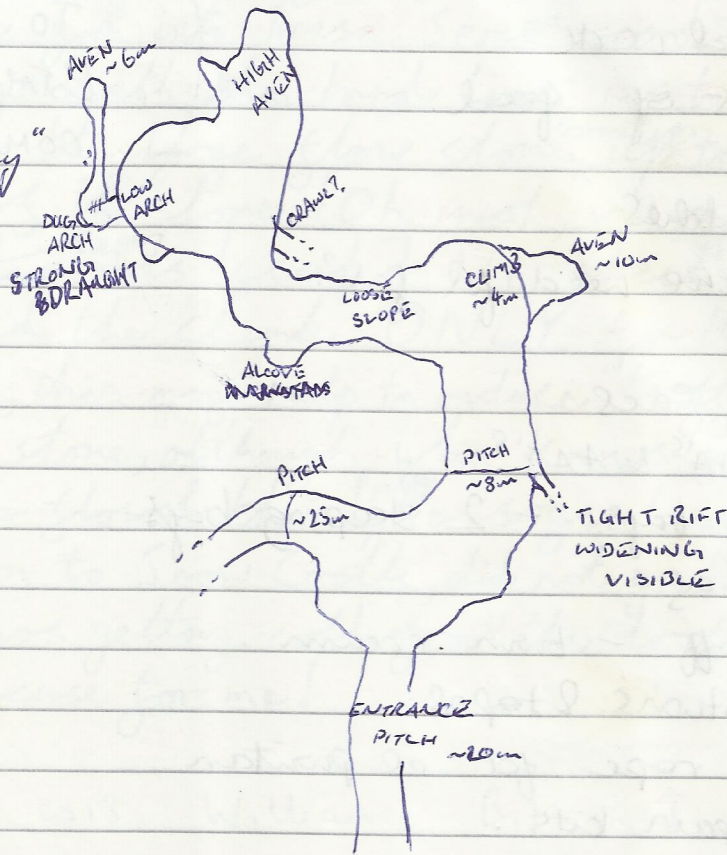 AVEN
~6m
HIGH
AVEN
LOW
ARCH
DUG
ARCH
STRONG
DRAUGHT
CRAWL?
LOOSE
SLOPE
CLIMB
~4m
AVEN
~10m
ALCOVE
PITCH
~8m
PITCH
~25m
TIGHT RIFT
WIDENING
VISIBLE
ENTRANCE
PITCH ~20m